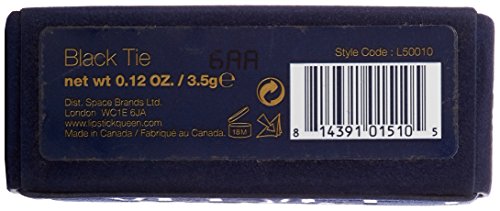 Black Tie
6AA
Style Code : L50010
net wt 0.12 OZ. / 3.5g℮
Dist. Space Brands Ltd.
London WC1E 6JA
www.lipstickqueen.com
Made in Canada / Fabriqué au Canada.
18M
8 14391 01510 5